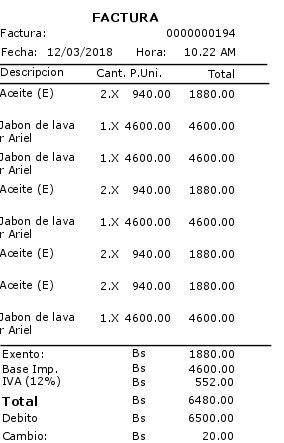 FACTURA
Factura: 0000000194
Fecha: 12/03/2018 Hora: 10.22 AM
Descripcion Cant. P.Uni. Total
Aceite (E) 2.X 940.00 1880.00
Jabon de lava 1.X 4600.00 4600.00
r Ariel
Jabon de lava 1.X 4600.00 4600.00
r Ariel
Aceite (E) 2.X 940.00 1880.00
Jabon de lava 1.X 4600.00 4600.00
r Ariel
Aceite (E) 2.X 940.00 1880.00
Aceite (E) 2.X 940.00 1880.00
Jabon de lava 1.X 4600.00 4600.00
r Ariel
Exento: Bs 1880.00
Base Imp. Bs 4600.00
IVA (12%) Bs 552.00
Total Bs 6480.00
Debito Bs 6500.00
Cambio: Bs 20.00